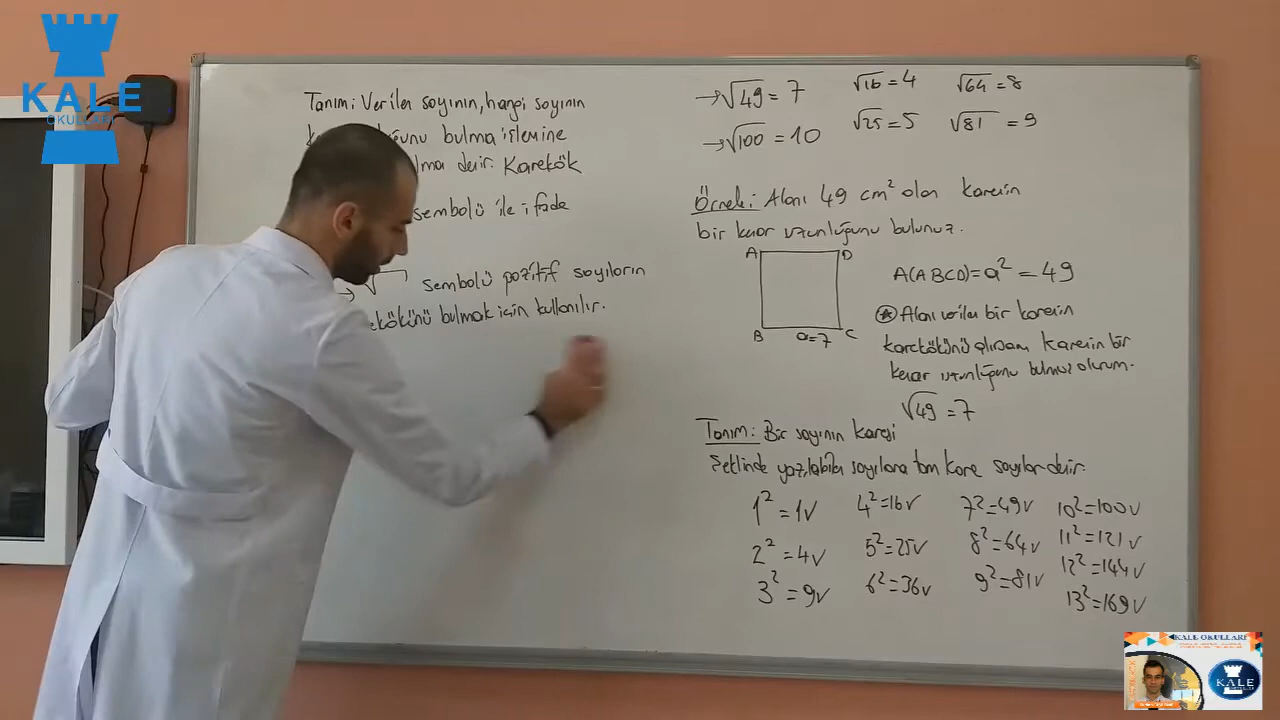 KALE
OKULLARI
Tanım: Verilen sayının, hangi sayının
bulma işlemine
denir. Karekök
sembolü ile ifade
→ √ sembolü pozitif sayıların
bulmak için kullanılır.
→ √49 = 7
→ √100 = 10
√16 = 4
√25 = 5
√64 = 8
√81 = 9
Örnek: Alanı 49 cm² olan karenin
bir kenar uzunluğunu bulunuz.
A D
B a=7 C
A(ABCD)=a² = 49
Alanı verilen bir karenin
karekökünü alırsam karenin bir
kenar uzunluğunu bulmuş olurum.
√49 = 7
Tanım: Bir sayının karesi
Şeklinde yazılabilen sayılara tam kare sayılar denir.
1² = 1✓ 4² = 16✓ 7² = 49✓ 10² = 100✓
2² = 4✓ 5² = 25✓ 8² = 64✓ 11² = 121✓
3² = 9✓ 6² = 36✓ 9² = 81✓ 12² = 144✓
13² = 169✓
KALE OKULLARI
KALE